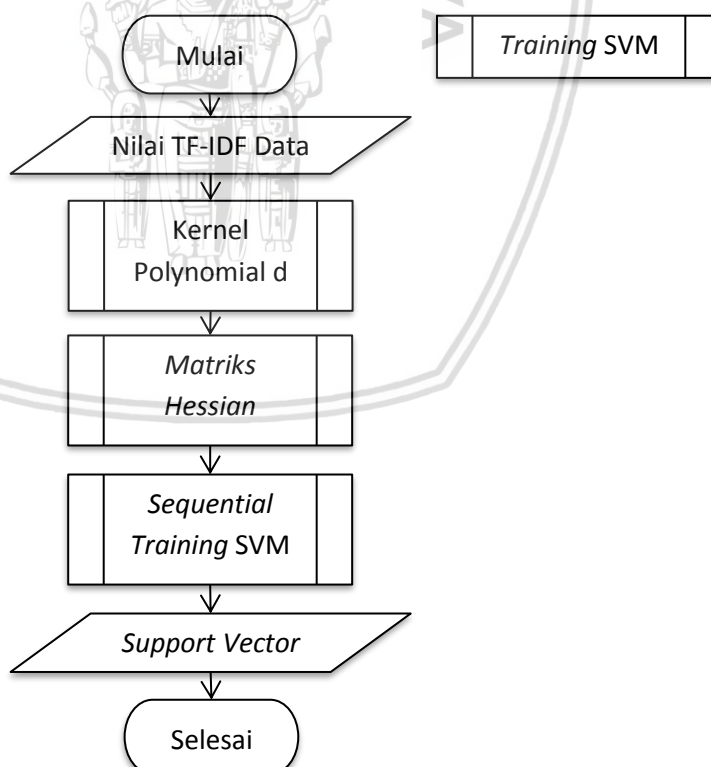 Mulai
Training SVM
Nilai TF-IDF Data
Kernel
Polynomial d
Matriks
Hessian
Sequential
Training SVM
Support Vector
Selesai